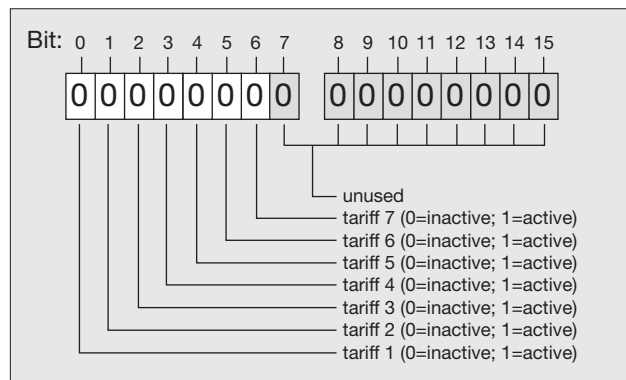 Bit: 0 1 2 3 4 5 6 7 8 9 10 11 12 13 14 15
0 0 0 0 0 0 0 0 0 0 0 0 0 0 0 0
unused
tariff 7 (0=inactive; 1=active)
tariff 6 (0=inactive; 1=active)
tariff 5 (0=inactive; 1=active)
tariff 4 (0=inactive; 1=active)
tariff 3 (0=inactive; 1=active)
tariff 2 (0=inactive; 1=active)
tariff 1 (0=inactive; 1=active)